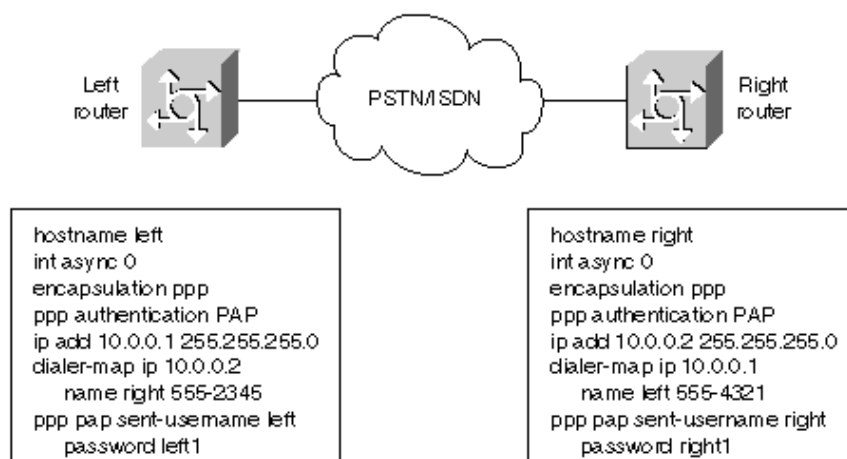 Left
router
PSTN/ISDN
Right
router
hostname left
int async 0
encapsulation ppp
ppp authentication PAP
ip add 10.0.0.1 255.255.255.0
dialer-map ip 10.0.0.2
name right 555-2345
ppp pap sent-username left
password left1
hostname right
int async 0
encapsulation ppp
ppp authentication PAP
ip add 10.0.0.2 255.255.255.0
dialer-map ip 10.0.0.1
name left 555-4321
ppp pap sent-username right
password right1